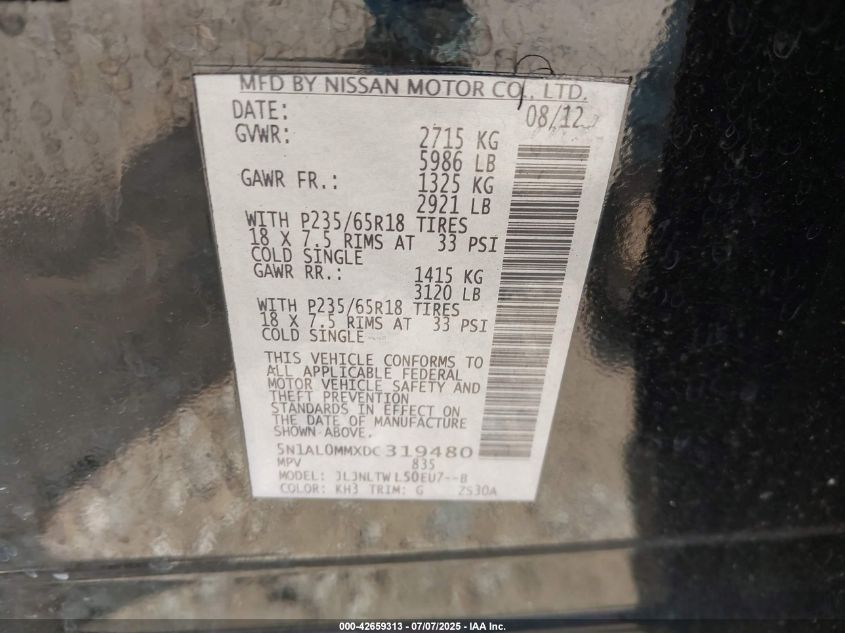 MFD BY NISSAN MOTOR CO., LTD.
DATE: 08/12
GVWR: 2715 KG
5986 LB
GAWR FR.: 1325 KG
2921 LB
WITH P235/65R18 TIRES
18 X 7.5 RIMS AT 33 PSI
COLD SINGLE
GAWR RR.: 1415 KG
3120 LB
WITH P235/65R18 TIRES
18 X 7.5 RIMS AT 33 PSI
COLD SINGLE
THIS VEHICLE CONFORMS TO
ALL APPLICABLE FEDERAL
MOTOR VEHICLE SAFETY AND
THEFT PREVENTION
STANDARDS IN EFFECT ON
THE DATE OF MANUFACTURE
SHOWN ABOVE.
5N1AL0MMXDC319480
MPV 835
MODEL: JLJNLTW L50EU7--B
COLOR: KH3 TRIM: G ZS30A
000-42659313 - 07/07/2025 - IAA Inc.